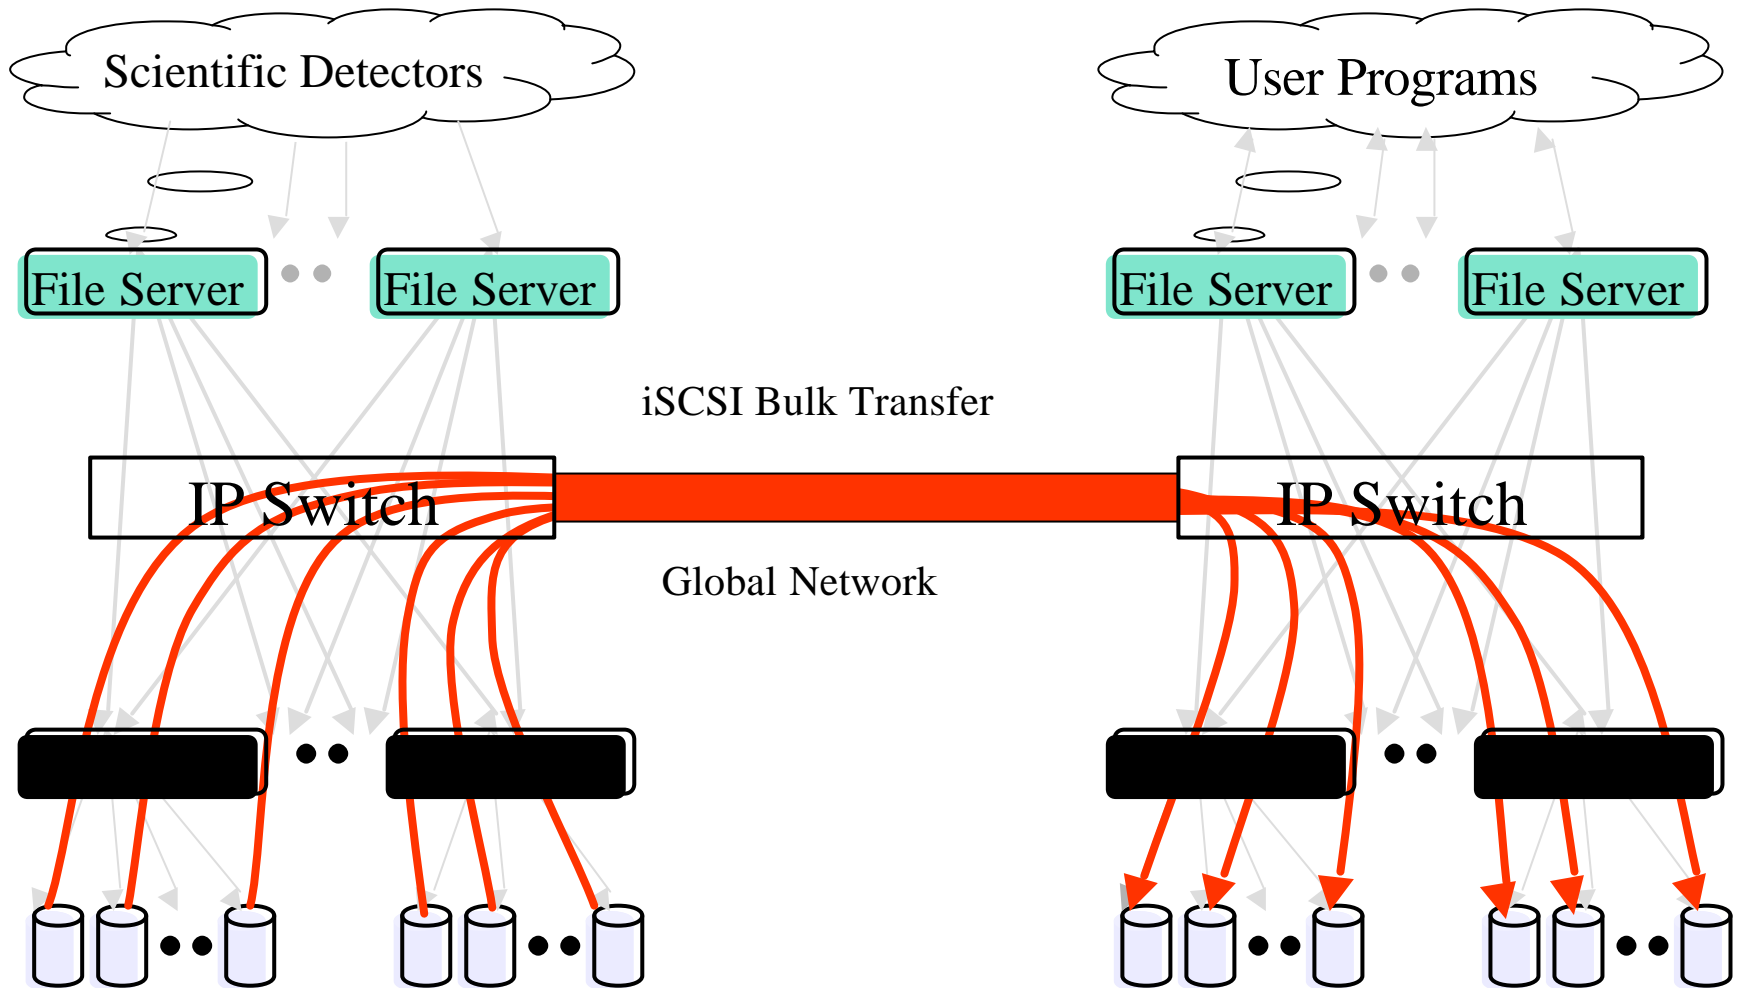 Scientific Detectors
User Programs
File Server
File Server
File Server
File Server
iSCSI Bulk Transfer
IP Switch
IP Switch
Global Network